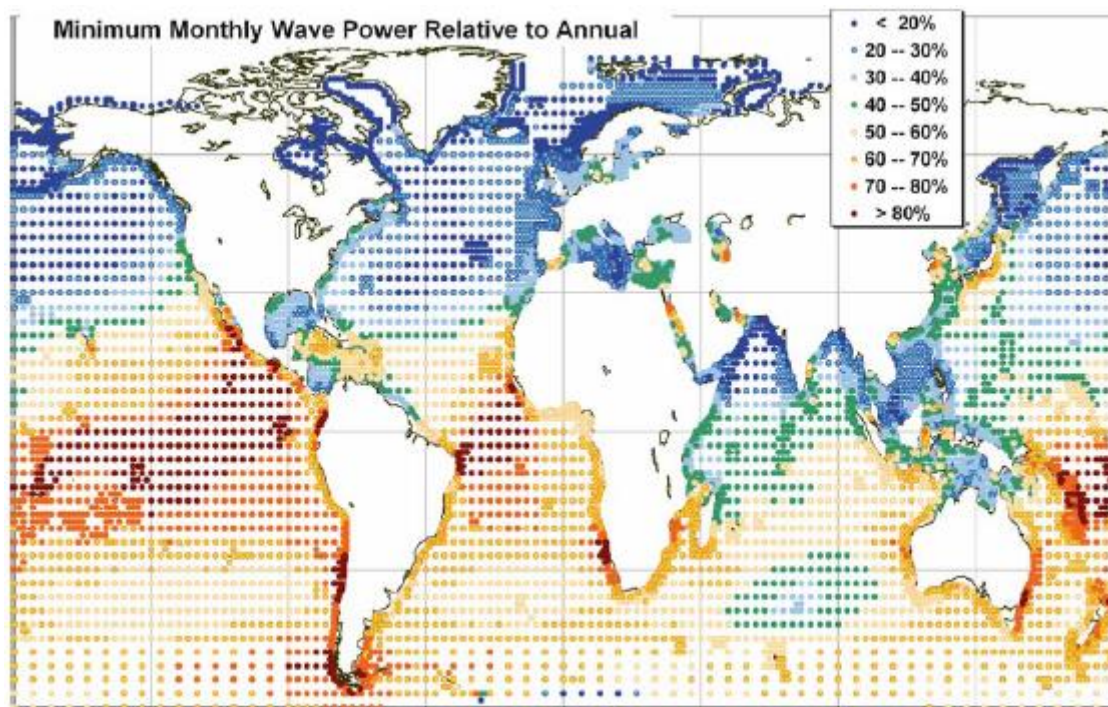 Minimum Monthly Wave Power Relative to Annual
< 20%
20 -- 30%
30 -- 40%
40 -- 50%
50 -- 60%
60 -- 70%
70 -- 80%
> 80%